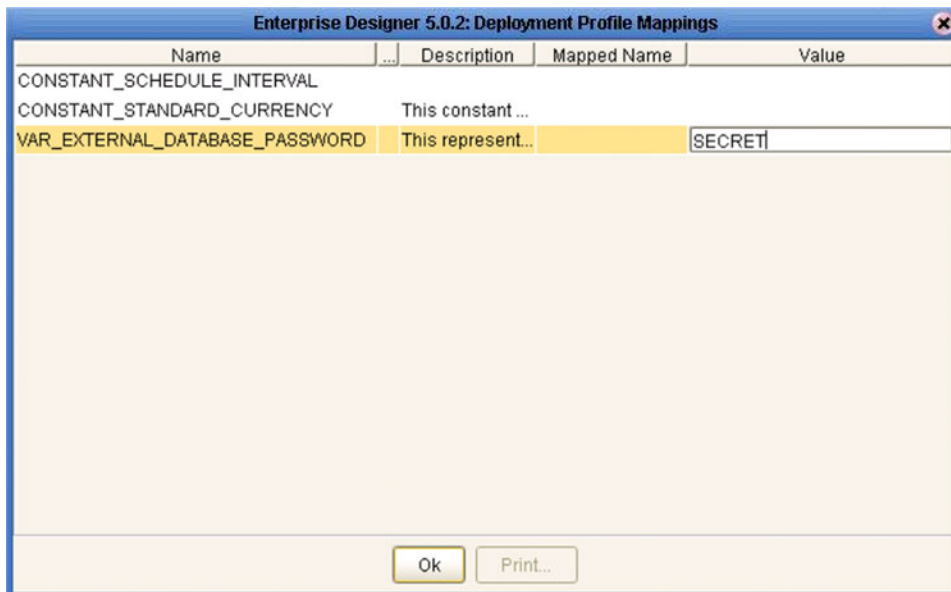 Enterprise Designer 5.0.2: Deployment Profile Mappings
Name ... Description Mapped Name Value
CONSTANT_SCHEDULE_INTERVAL
CONSTANT_STANDARD_CURRENCY This constant ...
VAR_EXTERNAL_DATABASE_PASSWORD This represent... SECRET
Ok Print...